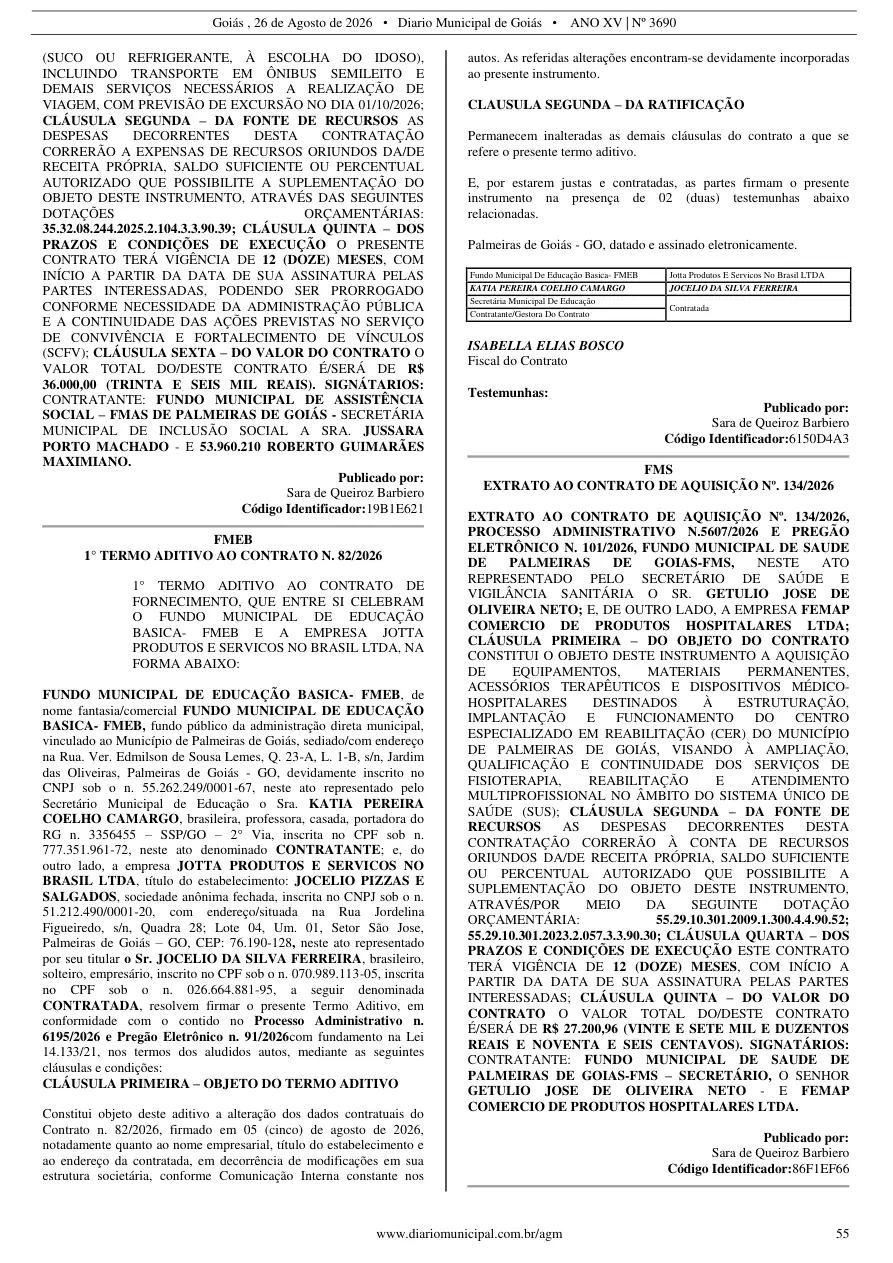 Goiás , 26 de Agosto de 2026 • Diario Municipal de Goiás • ANO XV | Nº 3690
(SUCO OU REFRIGERANTE, À ESCOLHA DO IDOSO),
INCLUINDO TRANSPORTE EM ÔNIBUS SEMILEITO E
DEMAIS SERVIÇOS NECESSÁRIOS A REALIZAÇÃO DE
VIAGEM, COM PREVISÃO DE EXCURSÃO NO DIA 01/10/2026;
CLÁUSULA SEGUNDA – DA FONTE DE RECURSOS AS
DESPESAS DECORRENTES DESTA CONTRATAÇÃO
CORRERÃO A EXPENSAS DE RECURSOS ORIUNDOS DA/DE
RECEITA PRÓPRIA, SALDO SUFICIENTE OU PERCENTUAL
AUTORIZADO QUE POSSIBILITE A SUPLEMENTAÇÃO DO
OBJETO DESTE INSTRUMENTO, ATRAVÉS DAS SEGUINTES
DOTAÇÕES ORÇAMENTÁRIAS:
35.32.08.244.2025.2.104.3.3.90.39; CLÁUSULA QUINTA – DOS
PRAZOS E CONDIÇÕES DE EXECUÇÃO O PRESENTE
CONTRATO TERÁ VIGÊNCIA DE 12 (DOZE) MESES, COM
INÍCIO A PARTIR DA DATA DE SUA ASSINATURA PELAS
PARTES INTERESSADAS, PODENDO SER PRORROGADO
CONFORME NECESSIDADE DA ADMINISTRAÇÃO PÚBLICA
E A CONTINUIDADE DAS AÇÕES PREVISTAS NO SERVIÇO
DE CONVIVÊNCIA E FORTALECIMENTO DE VÍNCULOS
(SCFV); CLÁUSULA SEXTA – DO VALOR DO CONTRATO O
VALOR TOTAL DO/DESTE CONTRATO É/SERÁ DE R$
36.000,00 (TRINTA E SEIS MIL REAIS). SIGNÁTARIOS:
CONTRATANTE: FUNDO MUNICIPAL DE ASSISTÊNCIA
SOCIAL – FMAS DE PALMEIRAS DE GOIÁS - SECRETÁRIA
MUNICIPAL DE INCLUSÃO SOCIAL A SRA. JUSSARA
PORTO MACHADO - E 53.960.210 ROBERTO GUIMARÃES
MAXIMIANO.
Publicado por:
Sara de Queiroz Barbiero
Código Identificador:19B1E621
FMEB
1° TERMO ADITIVO AO CONTRATO N. 82/2026
1° TERMO ADITIVO AO CONTRATO DE
FORNECIMENTO, QUE ENTRE SI CELEBRAM
O FUNDO MUNICIPAL DE EDUCAÇÃO
BASICA- FMEB E A EMPRESA JOTTA
PRODUTOS E SERVICOS NO BRASIL LTDA, NA
FORMA ABAIXO:
FUNDO MUNICIPAL DE EDUCAÇÃO BASICA- FMEB, de
nome fantasia/comercial FUNDO MUNICIPAL DE EDUCAÇÃO
BASICA- FMEB, fundo público da administração direta municipal,
vinculado ao Município de Palmeiras de Goiás, sediado/com endereço
na Rua. Ver. Edmilson de Sousa Lemes, Q. 23-A, L. 1-B, s/n, Jardim
das Oliveiras, Palmeiras de Goiás - GO, devidamente inscrito no
CNPJ sob o n. 55.262.249/0001-67, neste ato representado pelo
Secretário Municipal de Educação o Sra. KATIA PEREIRA
COELHO CAMARGO, brasileira, professora, casada, portadora do
RG n. 3356455 – SSP/GO – 2° Via, inscrita no CPF sob n.
777.351.961-72, neste ato denominado CONTRATANTE; e, do
outro lado, a empresa JOTTA PRODUTOS E SERVICOS NO
BRASIL LTDA, título do estabelecimento: JOCELIO PIZZAS E
SALGADOS, sociedade anônima fechada, inscrita no CNPJ sob o n.
51.212.490/0001-20, com endereço/situada na Rua Jordelina
Figueiredo, s/n, Quadra 28; Lote 04, Um. 01, Setor São Jose,
Palmeiras de Goiás – GO, CEP: 76.190-128, neste ato representado
por seu titular o Sr. JOCELIO DA SILVA FERREIRA, brasileiro,
solteiro, empresário, inscrito no CPF sob o n. 070.989.113-05, inscrita
no CPF sob o n. 026.664.881-95, a seguir denominada
CONTRATADA, resolvem firmar o presente Termo Aditivo, em
conformidade com o contido no Processo Administrativo n.
6195/2026 e Pregão Eletrônico n. 91/2026com fundamento na Lei
14.133/21, nos termos dos aludidos autos, mediante as seguintes
cláusulas e condições:
CLÁUSULA PRIMEIRA – OBJETO DO TERMO ADITIVO
Constitui objeto deste aditivo a alteração dos dados contratuais do
Contrato n. 82/2026, firmado em 05 (cinco) de agosto de 2026,
notadamente quanto ao nome empresarial, título do estabelecimento e
ao endereço da contratada, em decorrência de modificações em sua
estrutura societária, conforme Comunicação Interna constante nos
autos. As referidas alterações encontram-se devidamente incorporadas
ao presente instrumento.
CLAUSULA SEGUNDA – DA RATIFICAÇÃO
Permanecem inalteradas as demais cláusulas do contrato a que se
refere o presente termo aditivo.
E, por estarem justas e contratadas, as partes firmam o presente
instrumento na presença de 02 (duas) testemunhas abaixo
relacionadas.
Palmeiras de Goiás - GO, datado e assinado eletronicamente.
Fundo Municipal De Educação Basica- FMEB Jotta Produtos E Servicos No Brasil LTDA
KATIA PEREIRA COELHO CAMARGO JOCELIO DA SILVA FERREIRA
Secretária Municipal De Educação
Contratada
Contratante/Gestora Do Contrato
ISABELLA ELIAS BOSCO
Fiscal do Contrato
Testemunhas:
Publicado por:
Sara de Queiroz Barbiero
Código Identificador:6150D4A3
FMS
EXTRATO AO CONTRATO DE AQUISIÇÃO Nº. 134/2026
EXTRATO AO CONTRATO DE AQUISIÇÃO Nº. 134/2026,
PROCESSO ADMINISTRATIVO N.5607/2026 E PREGÃO
ELETRÔNICO N. 101/2026, FUNDO MUNICIPAL DE SAUDE
DE PALMEIRAS DE GOIAS-FMS, NESTE ATO
REPRESENTADO PELO SECRETÁRIO DE SAÚDE E
VIGILÂNCIA SANITÁRIA O SR. GETULIO JOSE DE
OLIVEIRA NETO; E, DE OUTRO LADO, A EMPRESA FEMAP
COMERCIO DE PRODUTOS HOSPITALARES LTDA;
CLÁUSULA PRIMEIRA – DO OBJETO DO CONTRATO
CONSTITUI O OBJETO DESTE INSTRUMENTO A AQUISIÇÃO
DE EQUIPAMENTOS, MATERIAIS PERMANENTES,
ACESSÓRIOS TERAPÊUTICOS E DISPOSITIVOS MÉDICO-
HOSPITALARES DESTINADOS À ESTRUTURAÇÃO,
IMPLANTAÇÃO E FUNCIONAMENTO DO CENTRO
ESPECIALIZADO EM REABILITAÇÃO (CER) DO MUNICÍPIO
DE PALMEIRAS DE GOIÁS, VISANDO À AMPLIAÇÃO,
QUALIFICAÇÃO E CONTINUIDADE DOS SERVIÇOS DE
FISIOTERAPIA, REABILITAÇÃO E ATENDIMENTO
MULTIPROFISSIONAL NO ÂMBITO DO SISTEMA ÚNICO DE
SAÚDE (SUS); CLÁUSULA SEGUNDA – DA FONTE DE
RECURSOS AS DESPESAS DECORRENTES DESTA
CONTRATAÇÃO CORRERÃO À CONTA DE RECURSOS
ORIUNDOS DA/DE RECEITA PRÓPRIA, SALDO SUFICIENTE
OU PERCENTUAL AUTORIZADO QUE POSSIBILITE A
SUPLEMENTAÇÃO DO OBJETO DESTE INSTRUMENTO,
ATRAVÉS/POR MEIO DA SEGUINTE DOTAÇÃO
ORÇAMENTÁRIA: 55.29.10.301.2009.1.300.4.4.90.52;
55.29.10.301.2023.2.057.3.3.90.30; CLÁUSULA QUARTA – DOS
PRAZOS E CONDIÇÕES DE EXECUÇÃO ESTE CONTRATO
TERÁ VIGÊNCIA DE 12 (DOZE) MESES, COM INÍCIO A
PARTIR DA DATA DE SUA ASSINATURA PELAS PARTES
INTERESSADAS; CLÁUSULA QUINTA – DO VALOR DO
CONTRATO O VALOR TOTAL DO/DESTE CONTRATO
É/SERÁ DE R$ 27.200,96 (VINTE E SETE MIL E DUZENTOS
REAIS E NOVENTA E SEIS CENTAVOS). SIGNATÁRIOS:
CONTRATANTE: FUNDO MUNICIPAL DE SAUDE DE
PALMEIRAS DE GOIAS-FMS – SECRETÁRIO, O SENHOR
GETULIO JOSE DE OLIVEIRA NETO - E FEMAP
COMERCIO DE PRODUTOS HOSPITALARES LTDA.
Publicado por:
Sara de Queiroz Barbiero
Código Identificador:86F1EF66
www.diariomunicipal.com.br/agm 55